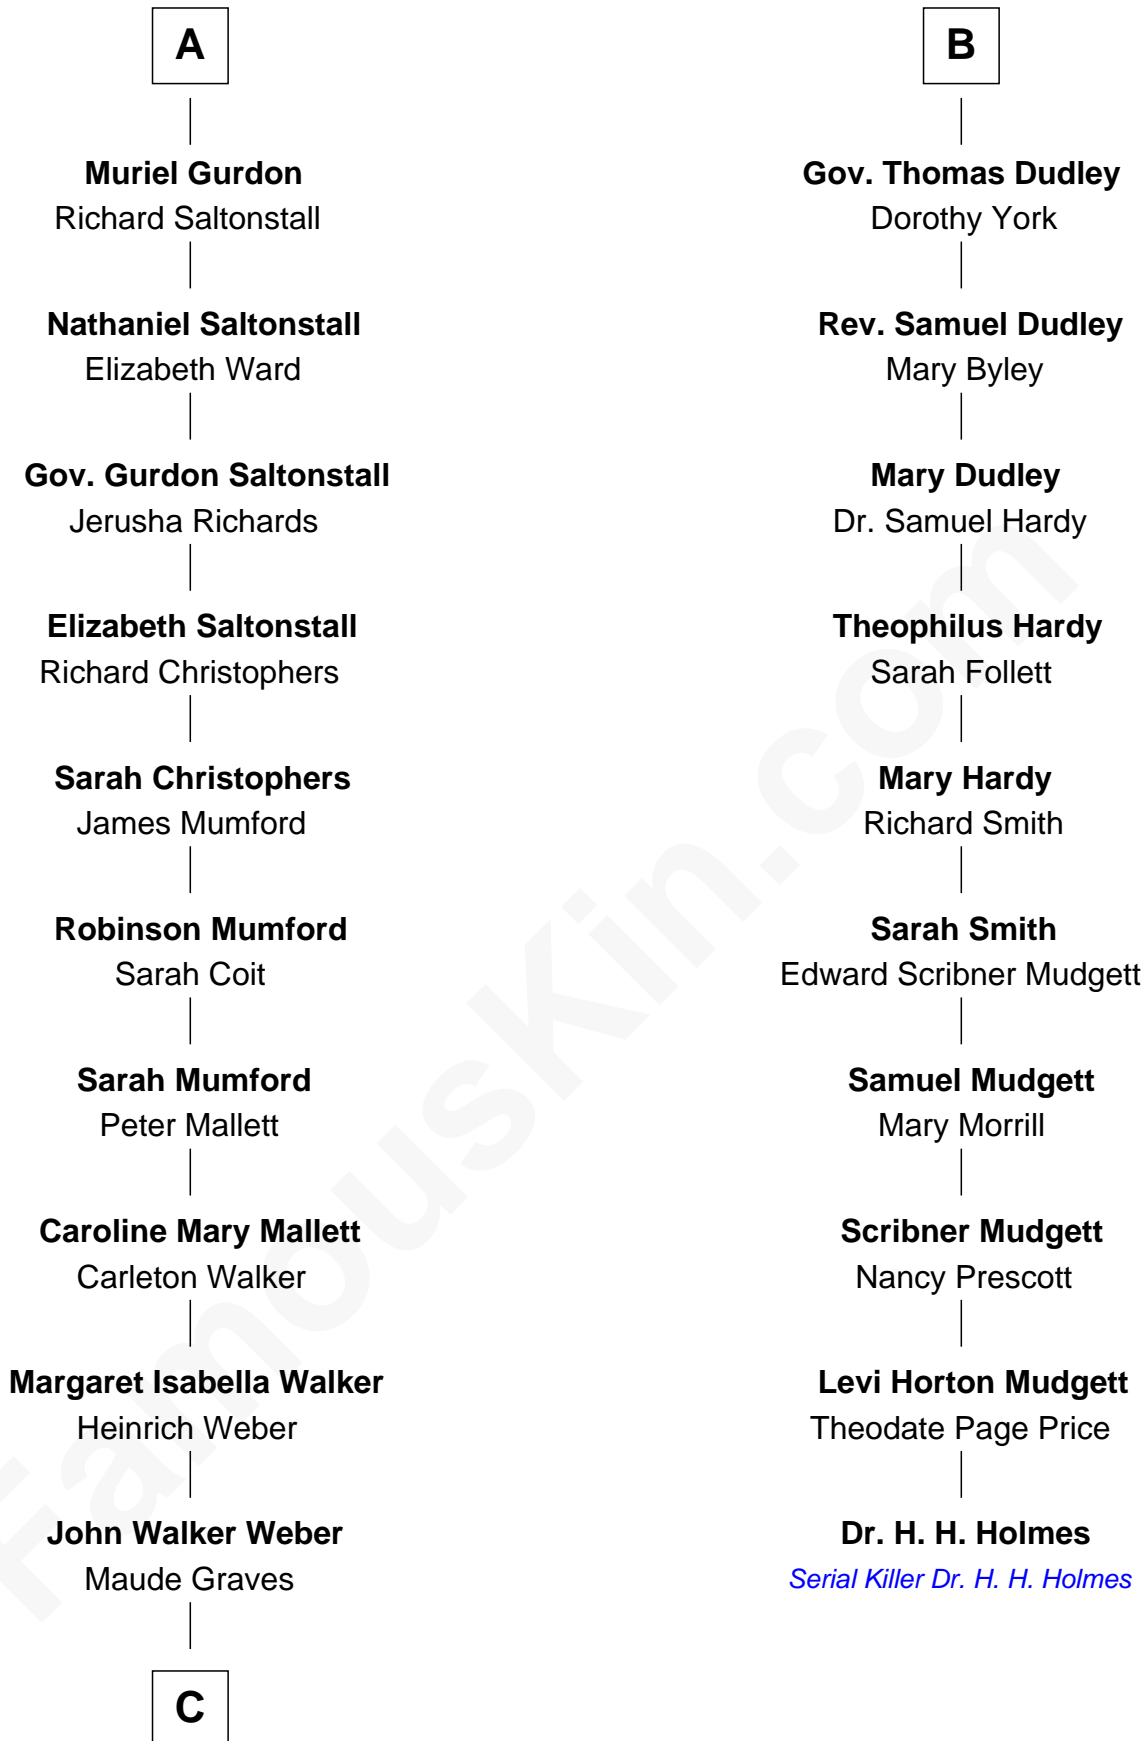 A
Muriel Gurdon
Richard Saltonstall
Nathaniel Saltonstall
Elizabeth Ward
Gov. Gurdon Saltonstall
Jerusha Richards
Elizabeth Saltonstall
Richard Christophers
Sarah Christophers
James Mumford
Robinson Mumford
Sarah Coit
Sarah Mumford
Peter Mallett
Caroline Mary Mallett
Carleton Walker
Margaret Isabella Walker
Heinrich Weber
John Walker Weber
Maude Graves
C
B
Gov. Thomas Dudley
Dorothy York
Rev. Samuel Dudley
Mary Byley
Mary Dudley
Dr. Samuel Hardy
Theophilus Hardy
Sarah Follett
Mary Hardy
Richard Smith
Sarah Smith
Edward Scribner Mudgett
Samuel Mudgett
Mary Morrill
Scribner Mudgett
Nancy Prescott
Levi Horton Mudgett
Theodate Page Price
Dr. H. H. Holmes
Serial Killer Dr. H. H. Holmes
FamousKin.com